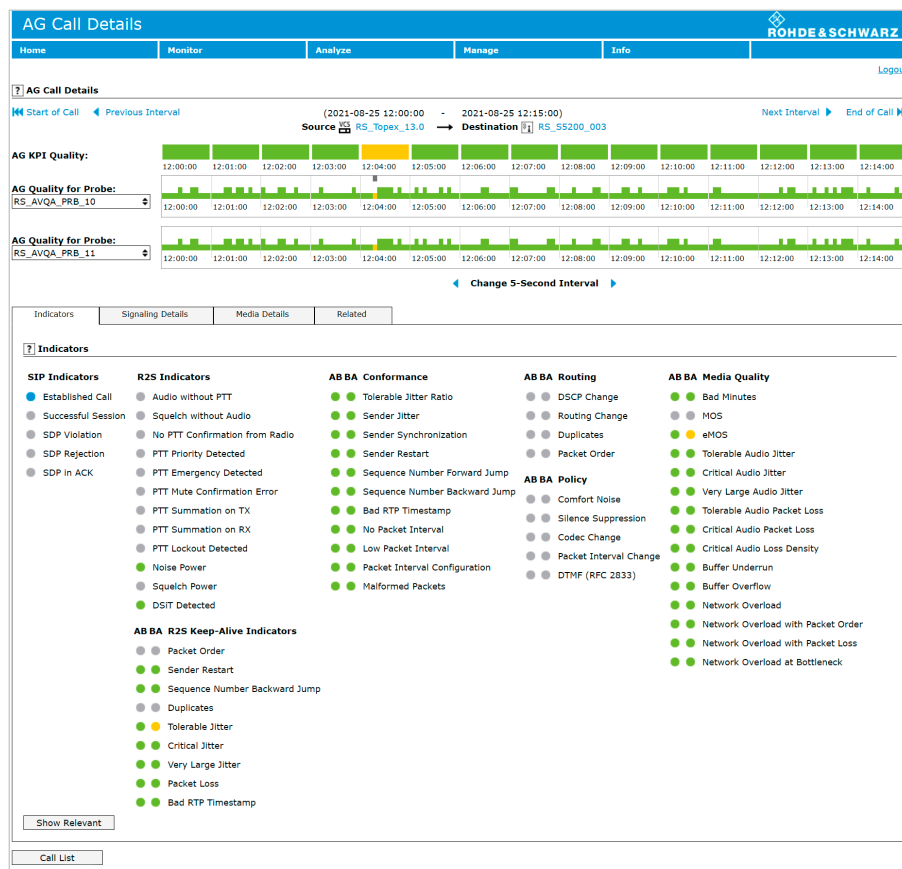 AG Call Details
ROHDE&SCHWARZ
Home Monitor Analyze Manage Info
Logou
? AG Call Details
Start of Call Previous Interval (2021-08-25 12:00:00 - 2021-08-25 12:15:00) Next Interval End of Call
Source VCS RS_Topex_13.0 → Destination RS_S5200_003
AG KPI Quality:
12:00:00 12:01:00 12:02:00 12:03:00 12:04:00 12:05:00 12:06:00 12:07:00 12:08:00 12:09:00 12:10:00 12:11:00 12:12:00 12:13:00 12:14:00
AG Quality for Probe:
RS_AVQA_PRB_10
12:00:00 12:01:00 12:02:00 12:03:00 12:04:00 12:05:00 12:06:00 12:07:00 12:08:00 12:09:00 12:10:00 12:11:00 12:12:00 12:13:00 12:14:00
AG Quality for Probe:
RS_AVQA_PRB_11
12:00:00 12:01:00 12:02:00 12:03:00 12:04:00 12:05:00 12:06:00 12:07:00 12:08:00 12:09:00 12:10:00 12:11:00 12:12:00 12:13:00 12:14:00
Change 5-Second Interval
Indicators Signaling Details Media Details Related
? Indicators
SIP Indicators
Established Call
Successful Session
SDP Violation
SDP Rejection
SDP in ACK
R2S Indicators
Audio without PTT
Squelch without Audio
No PTT Confirmation from Radio
PTT Priority Detected
PTT Emergency Detected
PTT Mute Confirmation Error
PTT Summation on TX
PTT Summation on RX
PTT Lockout Detected
Noise Power
Squelch Power
DSiT Detected
AB BA R2S Keep-Alive Indicators
Packet Order
Sender Restart
Sequence Number Backward Jump
Duplicates
Tolerable Jitter
Critical Jitter
Very Large Jitter
Packet Loss
Bad RTP Timestamp
AB BA Conformance
Tolerable Jitter Ratio
Sender Jitter
Sender Synchronization
Sender Restart
Sequence Number Forward Jump
Sequence Number Backward Jump
Bad RTP Timestamp
No Packet Interval
Low Packet Interval
Packet Interval Configuration
Malformed Packets
AB BA Routing
DSCP Change
Routing Change
Duplicates
Packet Order
AB BA Policy
Comfort Noise
Silence Suppression
Codec Change
Packet Interval Change
DTMF (RFC 2833)
AB BA Media Quality
Bad Minutes
MOS
eMOS
Tolerable Audio Jitter
Critical Audio Jitter
Very Large Audio Jitter
Tolerable Audio Packet Loss
Critical Audio Packet Loss
Critical Audio Loss Density
Buffer Underrun
Buffer Overflow
Network Overload
Network Overload with Packet Order
Network Overload with Packet Loss
Network Overload at Bottleneck
Show Relevant
Call List